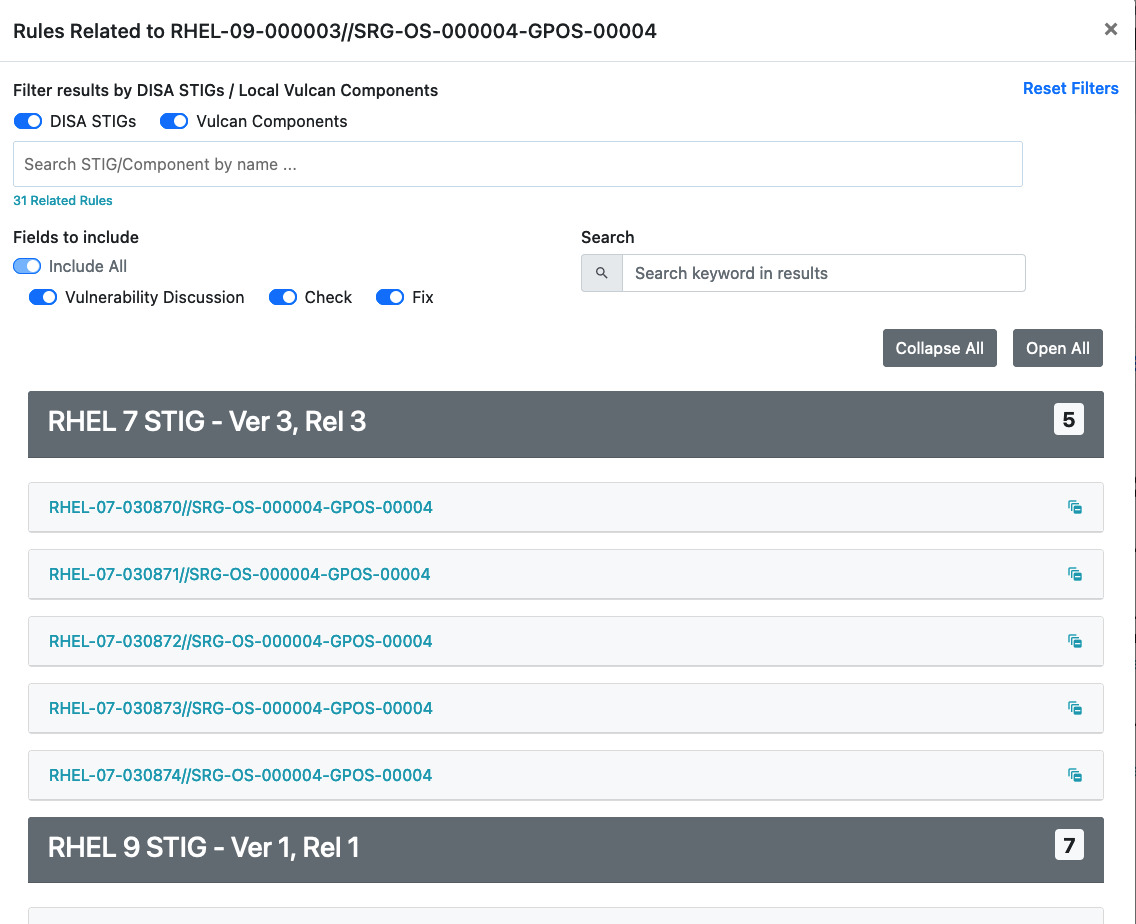 Rules Related to RHEL-09-000003//SRG-OS-000004-GPOS-00004
×
Filter results by DISA STIGs / Local Vulcan Components
Reset Filters
DISA STIGs Vulcan Components
Search STIG/Component by name ...
31 Related Rules
Fields to include
Include All
Vulnerability Discussion Check Fix
Search
Search keyword in results
Collapse All Open All
RHEL 7 STIG - Ver 3, Rel 3 5
RHEL-07-030870//SRG-OS-000004-GPOS-00004
RHEL-07-030871//SRG-OS-000004-GPOS-00004
RHEL-07-030872//SRG-OS-000004-GPOS-00004
RHEL-07-030873//SRG-OS-000004-GPOS-00004
RHEL-07-030874//SRG-OS-000004-GPOS-00004
RHEL 9 STIG - Ver 1, Rel 1 7